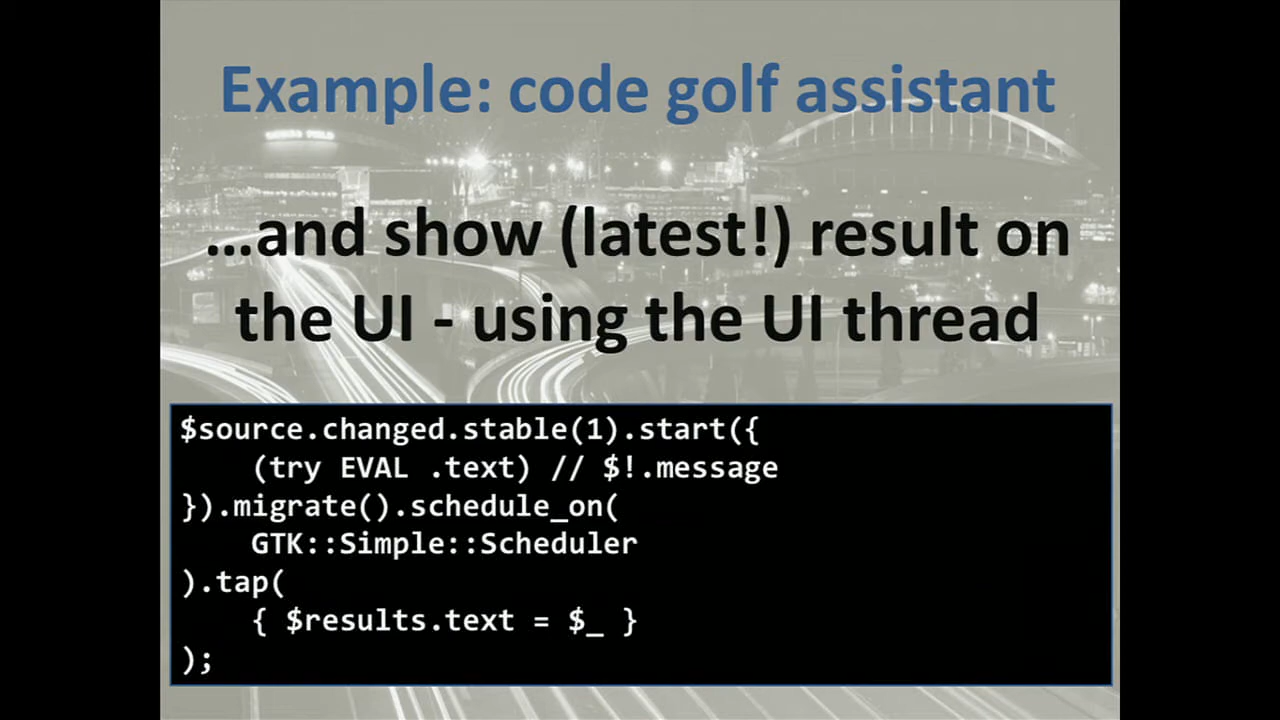 Example: code golf assistant
...and show (latest!) result on
the UI - using the UI thread
$source.changed.stable(1).start({
    (try EVAL .text) // $!.message
}).migrate().schedule_on(
    GTK::Simple::Scheduler
).tap(
    { $results.text = $_ }
);